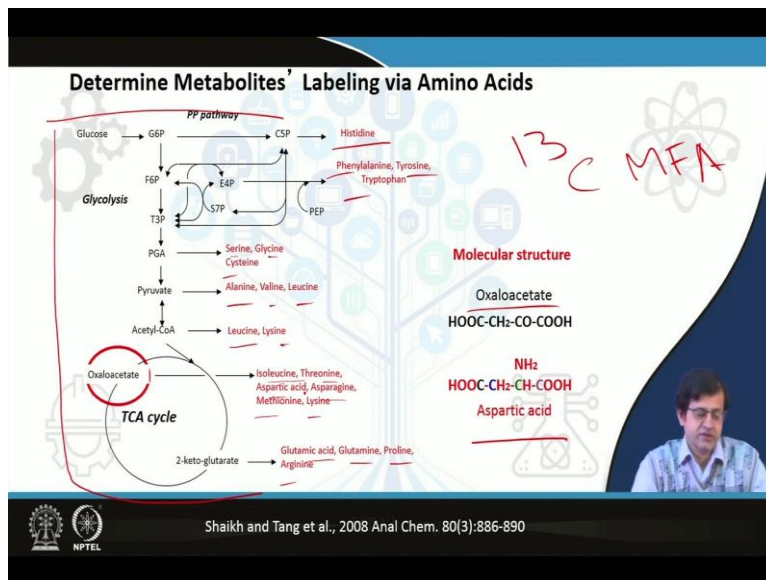 Determine Metabolites’ Labeling via Amino Acids
PP pathway
Glucose
G6P
C5P
Histidine
F6P
E4P
Phenylalanine, Tyrosine,
Tryptophan
Glycolysis
S7P
PEP
T3P
PGA
Serine, Glycine
Cysteine
Pyruvate
Alanine, Valine, Leucine
Acetyl-CoA
Leucine, Lysine
Oxaloacetate
Isoleucine, Threonine,
Aspartic acid, Asparagine,
Methionine, Lysine
TCA cycle
2-keto-glutarate
Glutamic acid, Glutamine, Proline,
Arginine
13C MFA
Molecular structure
Oxaloacetate
HOOC-CH₂-CO-COOH
NH₂
HOOC-CH₂-CH-COOH
Aspartic acid
NPTEL
Shaikh and Tang et al., 2008 Anal Chem. 80(3):886-890